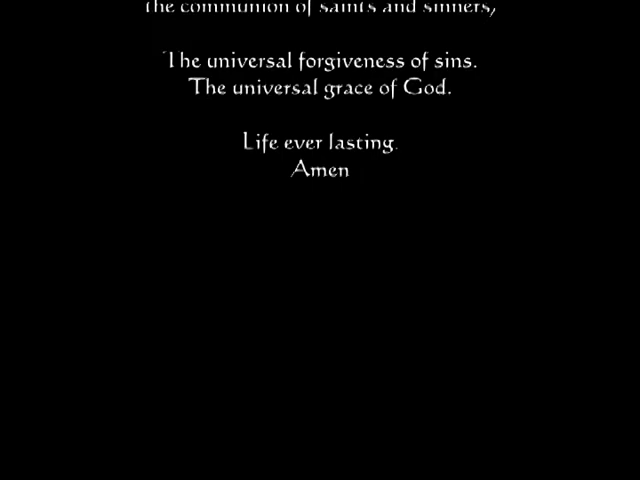 the communion of saints and sinners,
The universal forgiveness of sins.
The universal grace of God.
Life ever lasting.
Amen